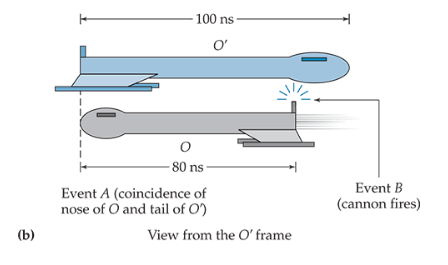 100 ns
O′
O
80 ns
Event A (coincidence of
nose of O and tail of O′)
Event B
(cannon fires)
(b)
View from the O′ frame